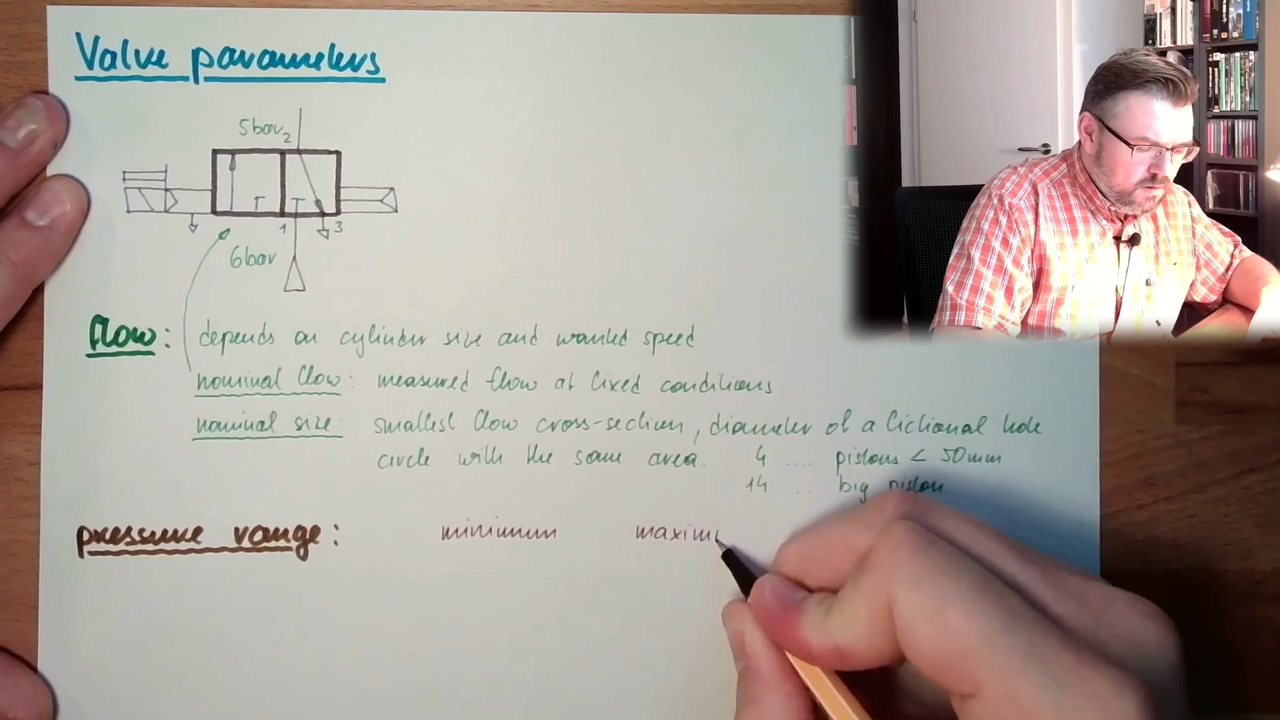 Valve parameters
5bar 2
1 3
6bar
flow: depends on cylinder size and wanted speed
nominal flow: measured flow at fixed conditions
nominal size: smallest flow cross-section, diameter of a fictional hole
circle with the same area. 4 .... pistons < 50mm
14 ... big piston
pressure range: minimum maximu